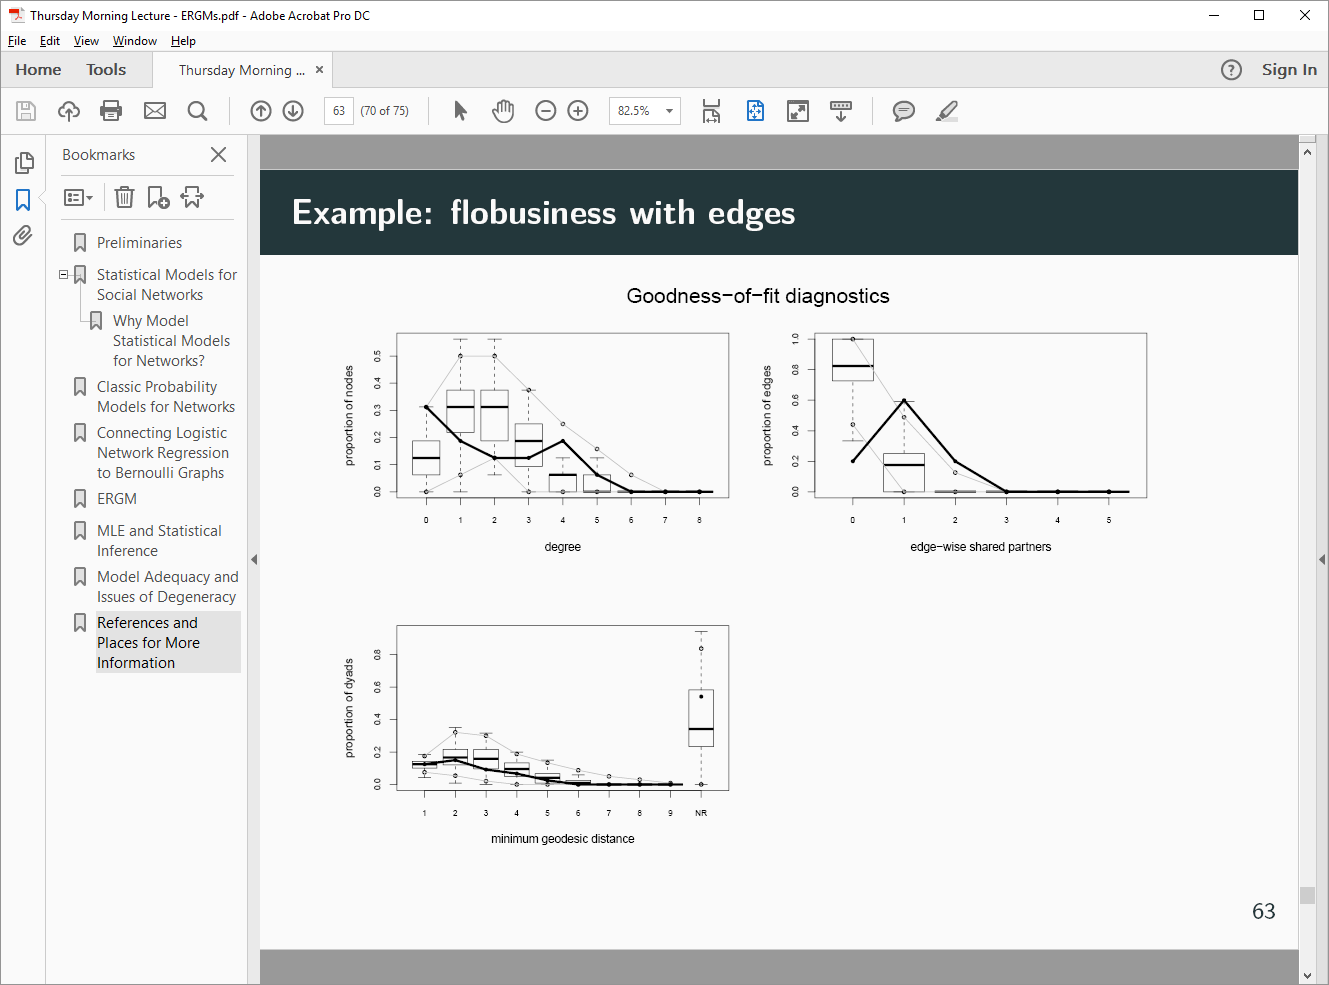 Thursday Morning Lecture - ERGMs.pdf - Adobe Acrobat Pro DC
File Edit View Window Help
Home Tools Thursday Morning ... × ? Sign In
63 (70 of 75) 82.5%
Bookmarks
Preliminaries
Statistical Models for
Social Networks
Why Model
Statistical Models
for Networks?
Classic Probability
Models for Networks
Connecting Logistic
Network Regression
to Bernoulli Graphs
ERGM
MLE and Statistical
Inference
Model Adequacy and
Issues of Degeneracy
References and
Places for More
Information
Example: flobusiness with edges
Goodness−of−fit diagnostics
proportion of nodes
0.0 0.1 0.2 0.3 0.4 0.5
0 1 2 3 4 5 6 7 8
degree
proportion of edges
0.0 0.2 0.4 0.6 0.8 1.0
0 1 2 3 4 5
edge−wise shared partners
proportion of dyads
0.0 0.2 0.4 0.6 0.8
1 2 3 4 5 6 7 8 9 NR
minimum geodesic distance
63